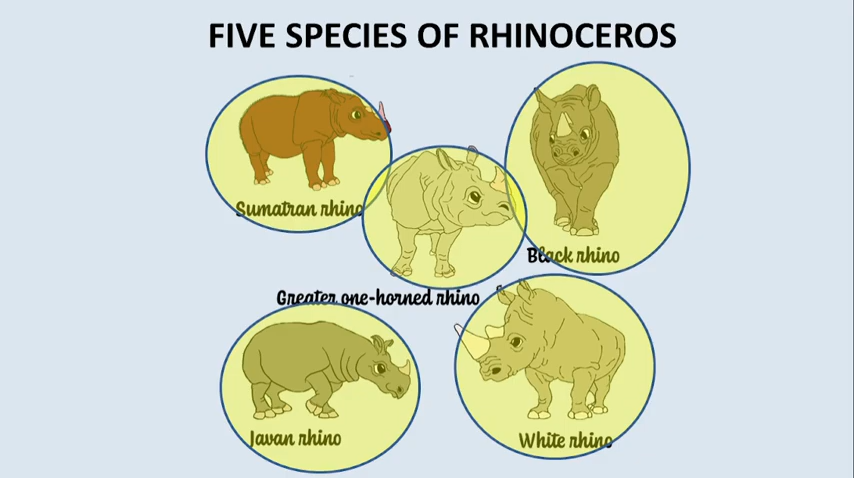 FIVE SPECIES OF RHINOCEROS
Sumatran rhino
Black rhino
Greater one-horned rhino
Javan rhino
White rhino